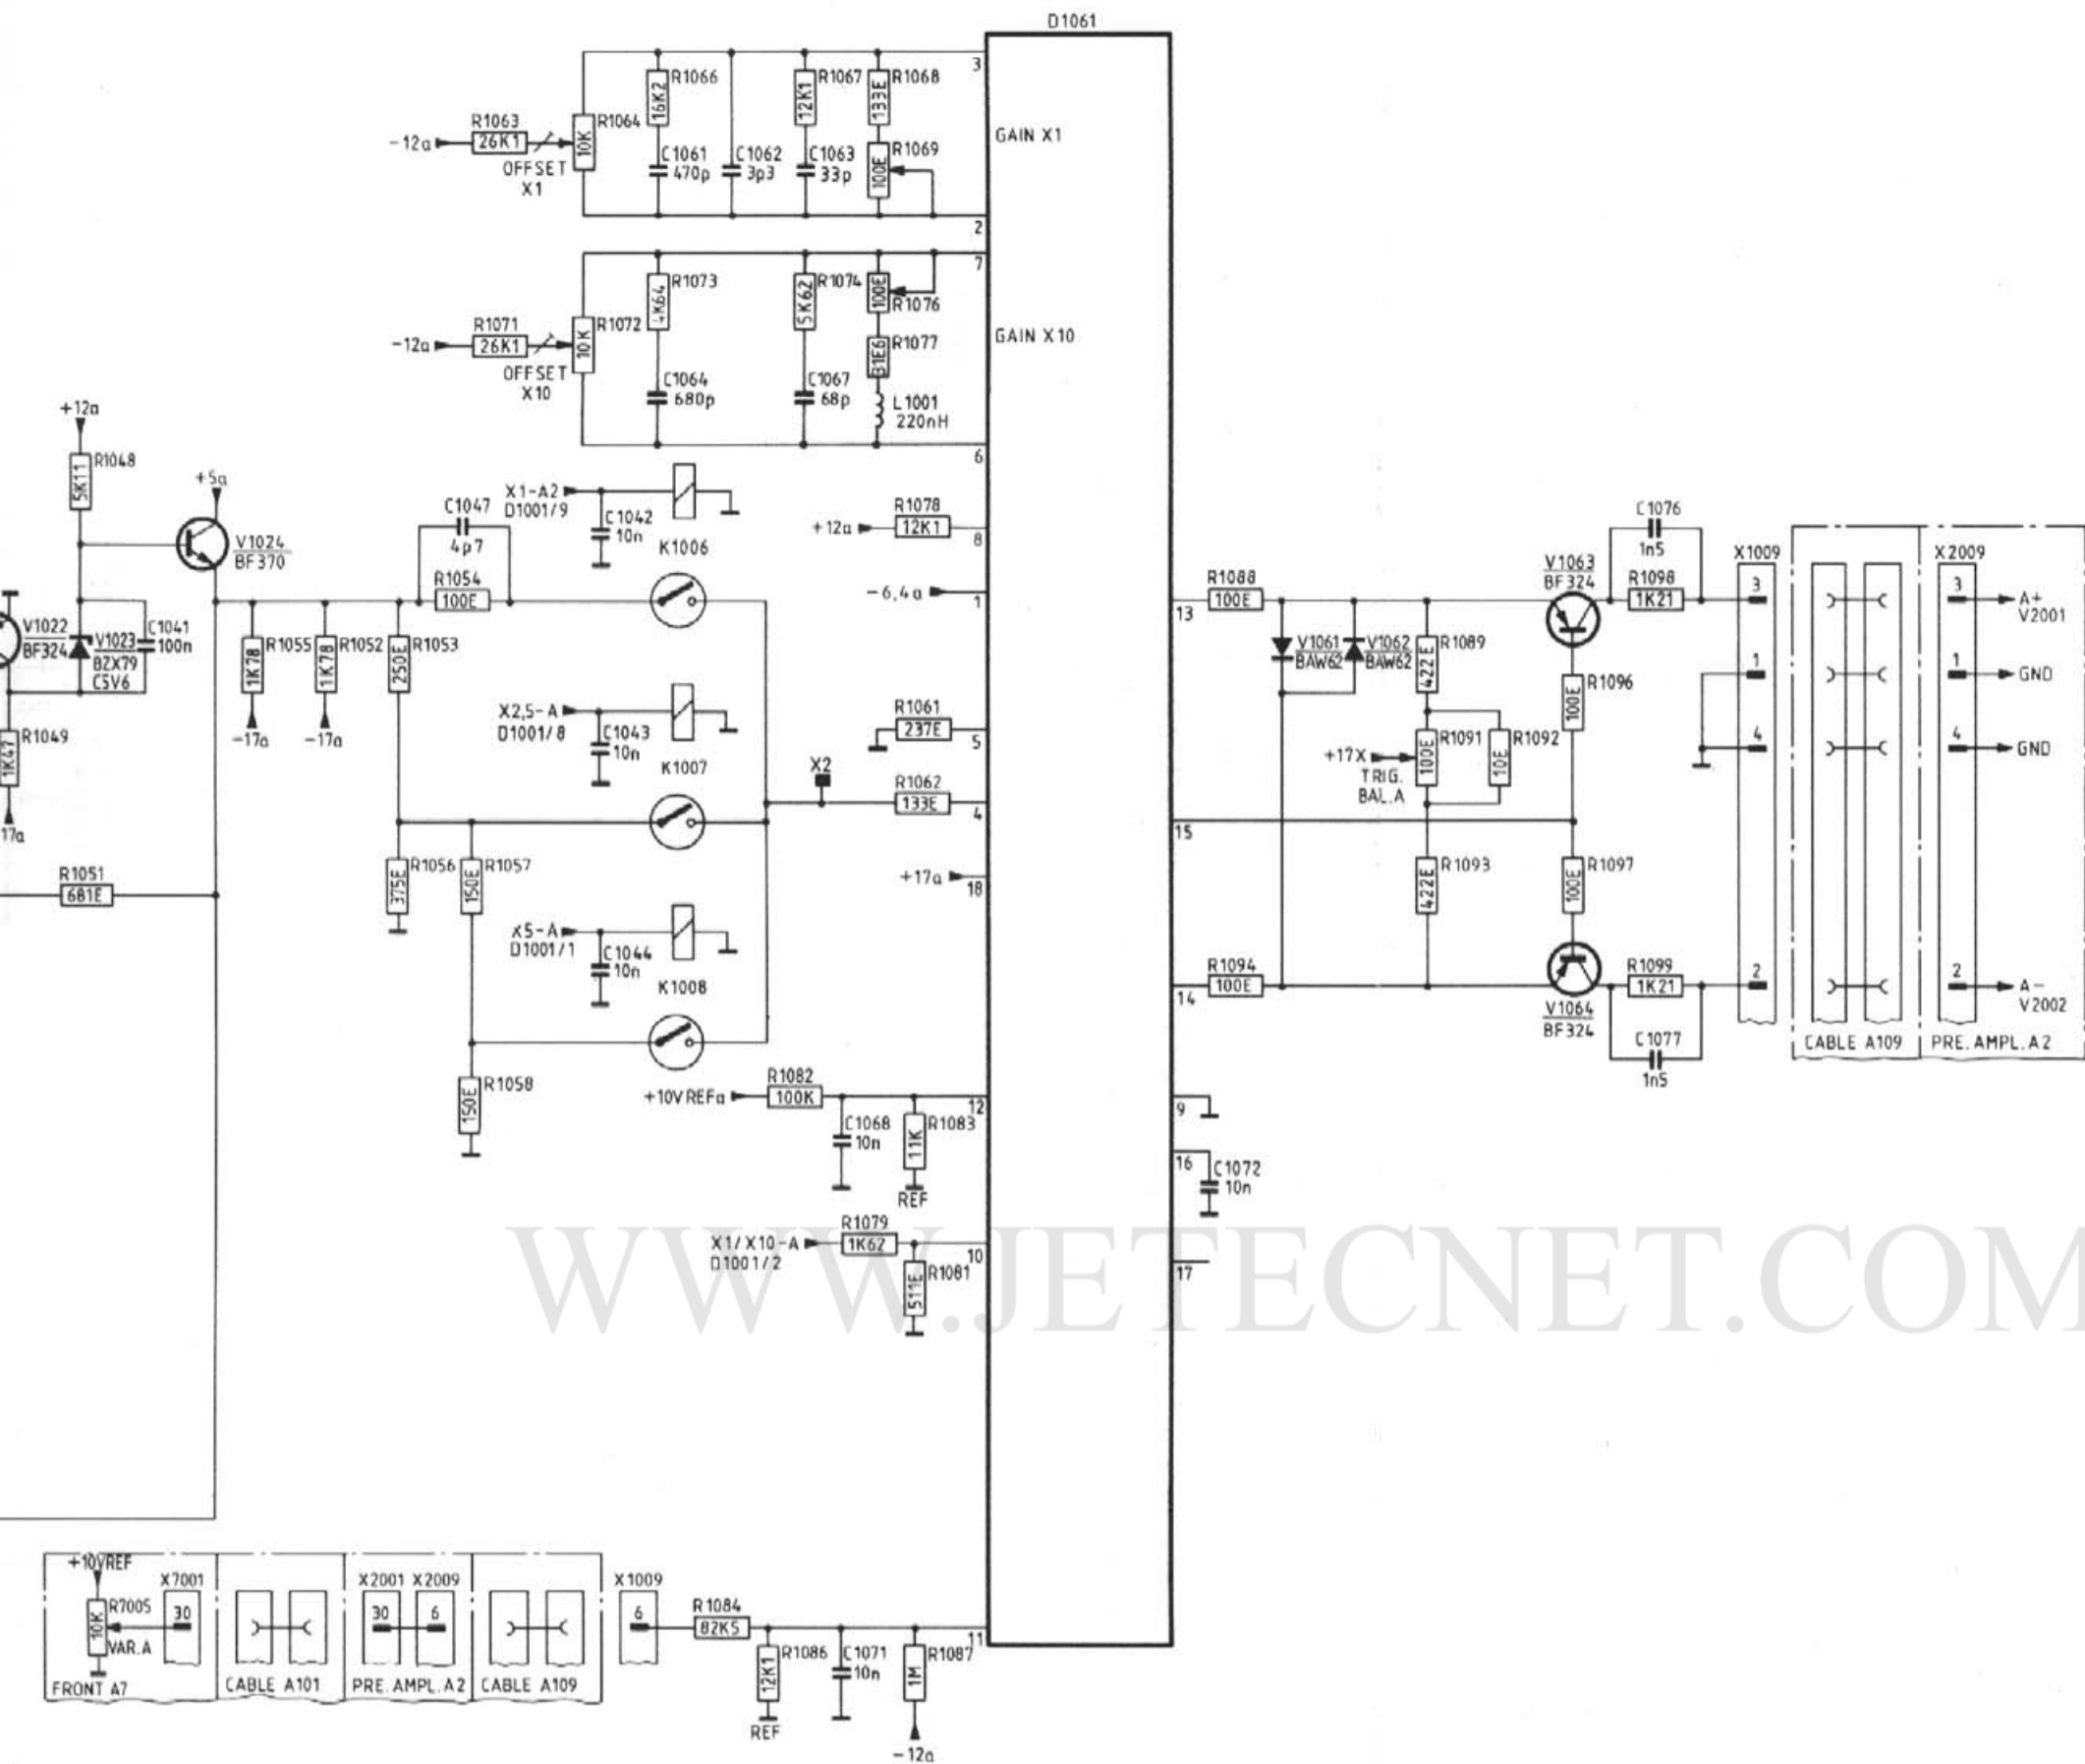 D1061
3
R1066
16K2
R1067
12K1
R1068
133E
R1063
26K1
-12a
OFFSET
X1
R1064
10K
C1061
470p
C1062
3p3
C1063
33p
R1069
100E
GAIN X1
2
7
R1073
4K64
R1074
5K62
100E
R1076
R1071
26K1
-12a
OFFSET
X10
R1072
10K
R1077
31E6
GAIN X10
C1064
680p
C1067
68p
L1001
220nH
6
+12a
R1048
5K11
+5a
V1024
BF370
C1047
4p7
R1054
100E
X1-A2
D1001/9
C1042
10n
K1006
R1078
+12a
12K1
8
-6,4a
1
V1022
BF324
V1023
BZX79
C5V6
C1041
100n
R1055
1K78
R1052
1K78
R1053
250E
-17a
-17a
R1049
1K47
17a
X2,5-A
D1001/8
C1043
10n
K1007
R1061
237E
5
X2
R1062
133E
4
+17a
18
R1051
681E
R1056
375E
R1057
150E
X5-A
D1001/1
C1044
10n
K1008
R1058
150E
+10VREFa
R1082
100K
12
C1068
10n
R1083
11K
REF
X1/X10-A
D1001/2
R1079
1K62
10
R1081
511E
13
R1088
100E
V1061
BAW62
V1062
BAW62
R1089
422E
V1063
BF324
C1076
1n5
R1098
1K21
R1096
100E
+17X
TRIG.
BAL.A
R1091
100E
R1092
10E
15
R1093
422E
R1097
100E
14
R1094
100E
V1064
BF324
R1099
1K21
C1077
1n5
X1009
3
1
4
2
CABLE A109
X2009
3
1
4
2
A+
V2001
GND
GND
A-
V2002
PRE. AMPL. A2
9
16
C1072
10n
17
WWW.JETECNET.COM
+10VREF
R7005
10K
VAR.A
X7001
30
FRONT A7
CABLE A101
X2001 X2009
30
6
PRE. AMPL. A2
CABLE A109
X1009
6
R1084
82K5
11
R1086
12K1
REF
C1071
10n
R1087
1M
-12a